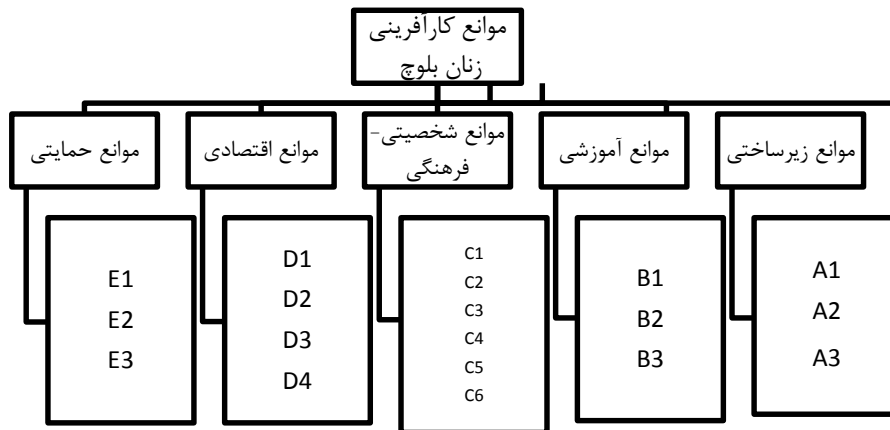 موانع کارآفرینی
زنان بلوچ
موانع زیرساختی
موانع آموزشی
موانع شخصیتی-
فرهنگی
موانع اقتصادی
موانع حمایتی
A1
A2
A3
B1
B2
B3
C1
C2
C3
C4
C5
C6
D1
D2
D3
D4
E1
E2
E3